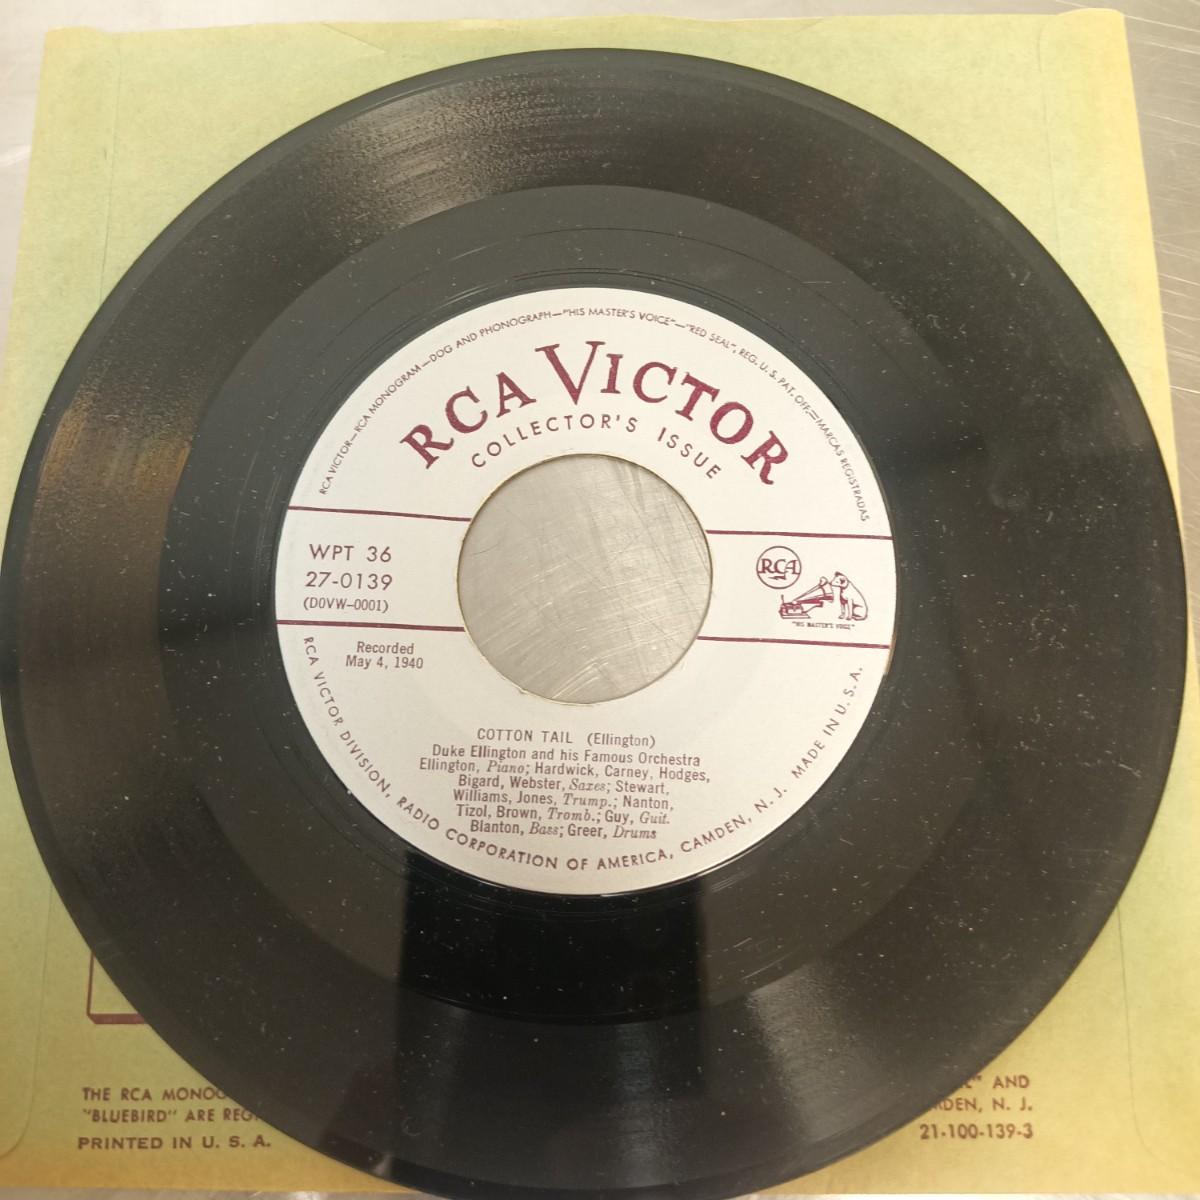 RCA VICTOR—RCA MONOGRAM—DOG AND PHONOGRAPH—"HIS MASTER'S VOICE"—"RED SEAL", REG. U. S. PAT. OFF.—MARCAS REGISTRADAS
RCA VICTOR
COLLECTOR'S ISSUE
WPT 36
27-0139
(D0VW-0001)
RCA
"HIS MASTER'S VOICE"
Recorded
May 4, 1940
COTTON TAIL (Ellington)
Duke Ellington and his Famous Orchestra
Ellington, Piano; Hardwick, Carney, Hodges,
Bigard, Webster, Saxes; Stewart,
Williams, Jones, Trump.; Nanton,
Tizol, Brown, Tromb.; Guy, Guit.
Blanton, Bass; Greer, Drums
RCA VICTOR DIVISION, RADIO CORPORATION OF AMERICA, CAMDEN, N. J. MADE IN U. S. A.
THE RCA MONOG
"BLUEBIRD" ARE REG
PRINTED IN U. S. A.
" AND
MDEN, N. J.
21-100-139-3